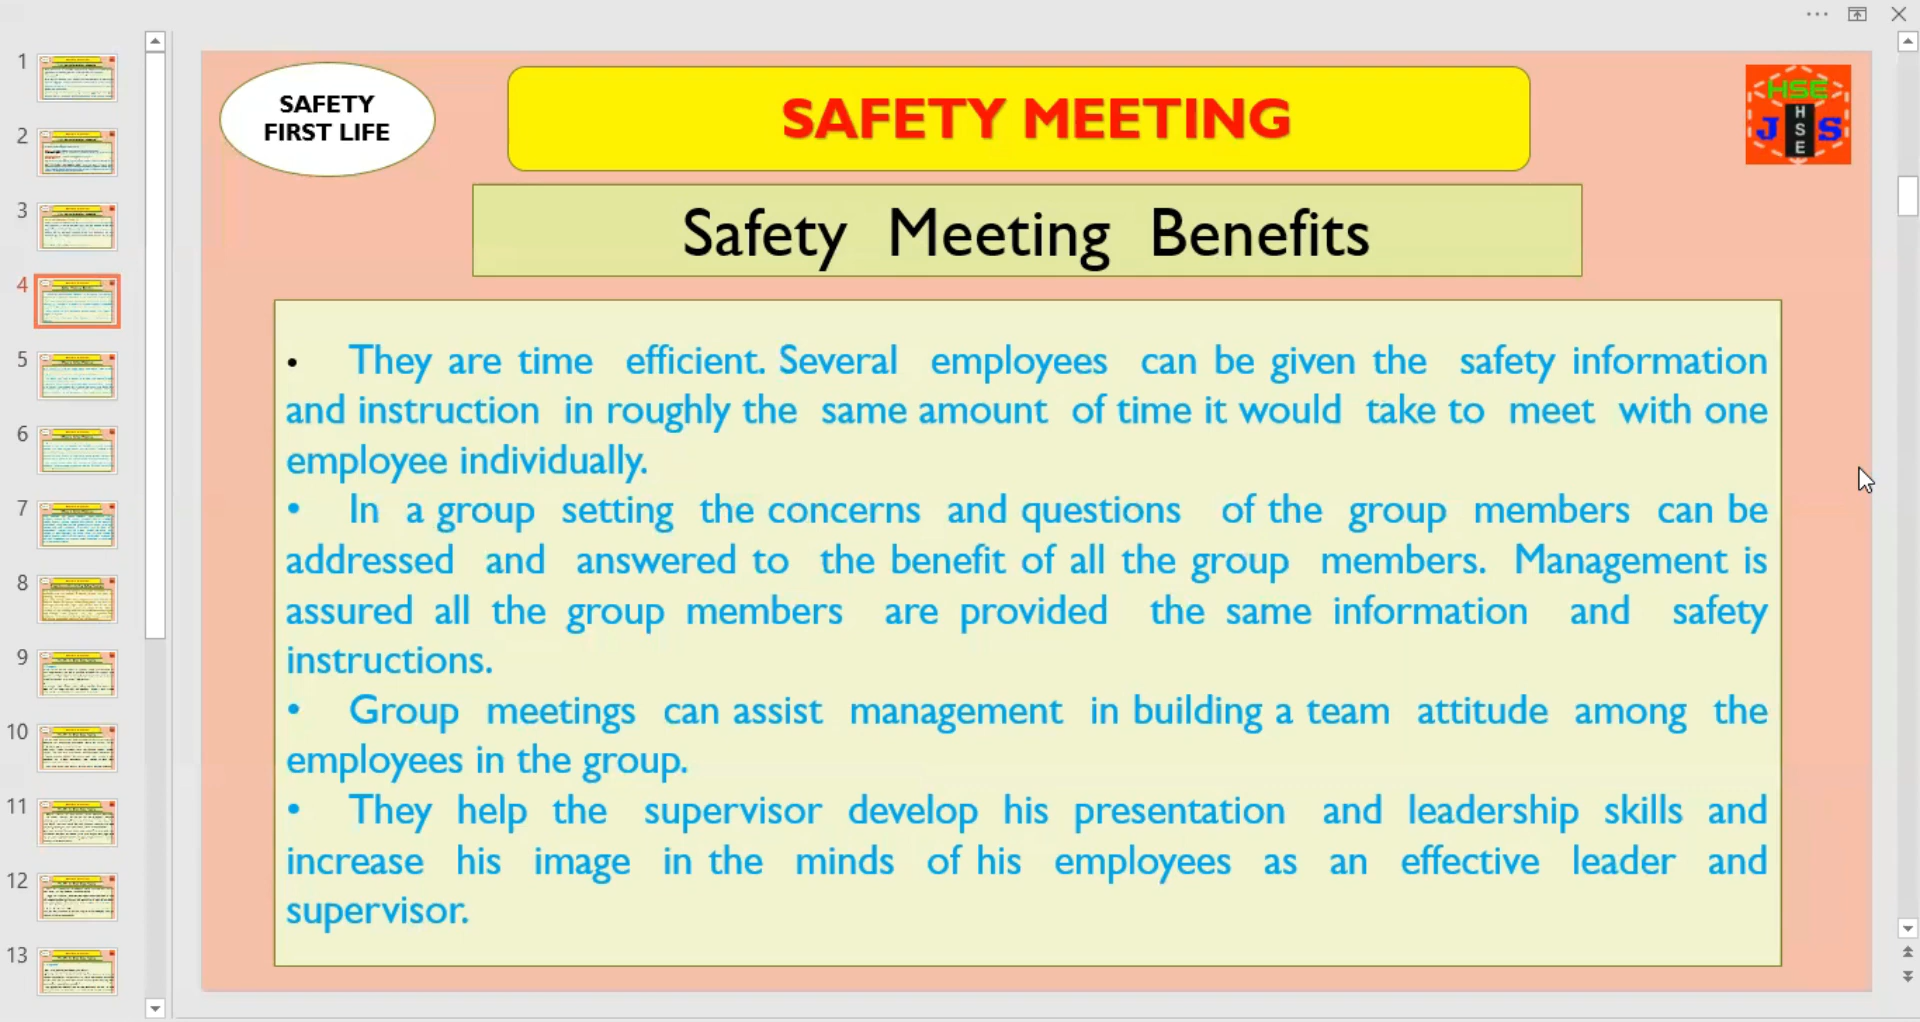 1
2
3
4
5
6
7
8
9
10
11
12
13
SAFETY
FIRST LIFE
SAFETY MEETING
HSE
J HSE S
Safety Meeting Benefits
• They are time efficient. Several employees can be given the safety information
and instruction in roughly the same amount of time it would take to meet with one
employee individually.
• In a group setting the concerns and questions of the group members can be
addressed and answered to the benefit of all the group members. Management is
assured all the group members are provided the same information and safety
instructions.
• Group meetings can assist management in building a team attitude among the
employees in the group.
• They help the supervisor develop his presentation and leadership skills and
increase his image in the minds of his employees as an effective leader and
supervisor.